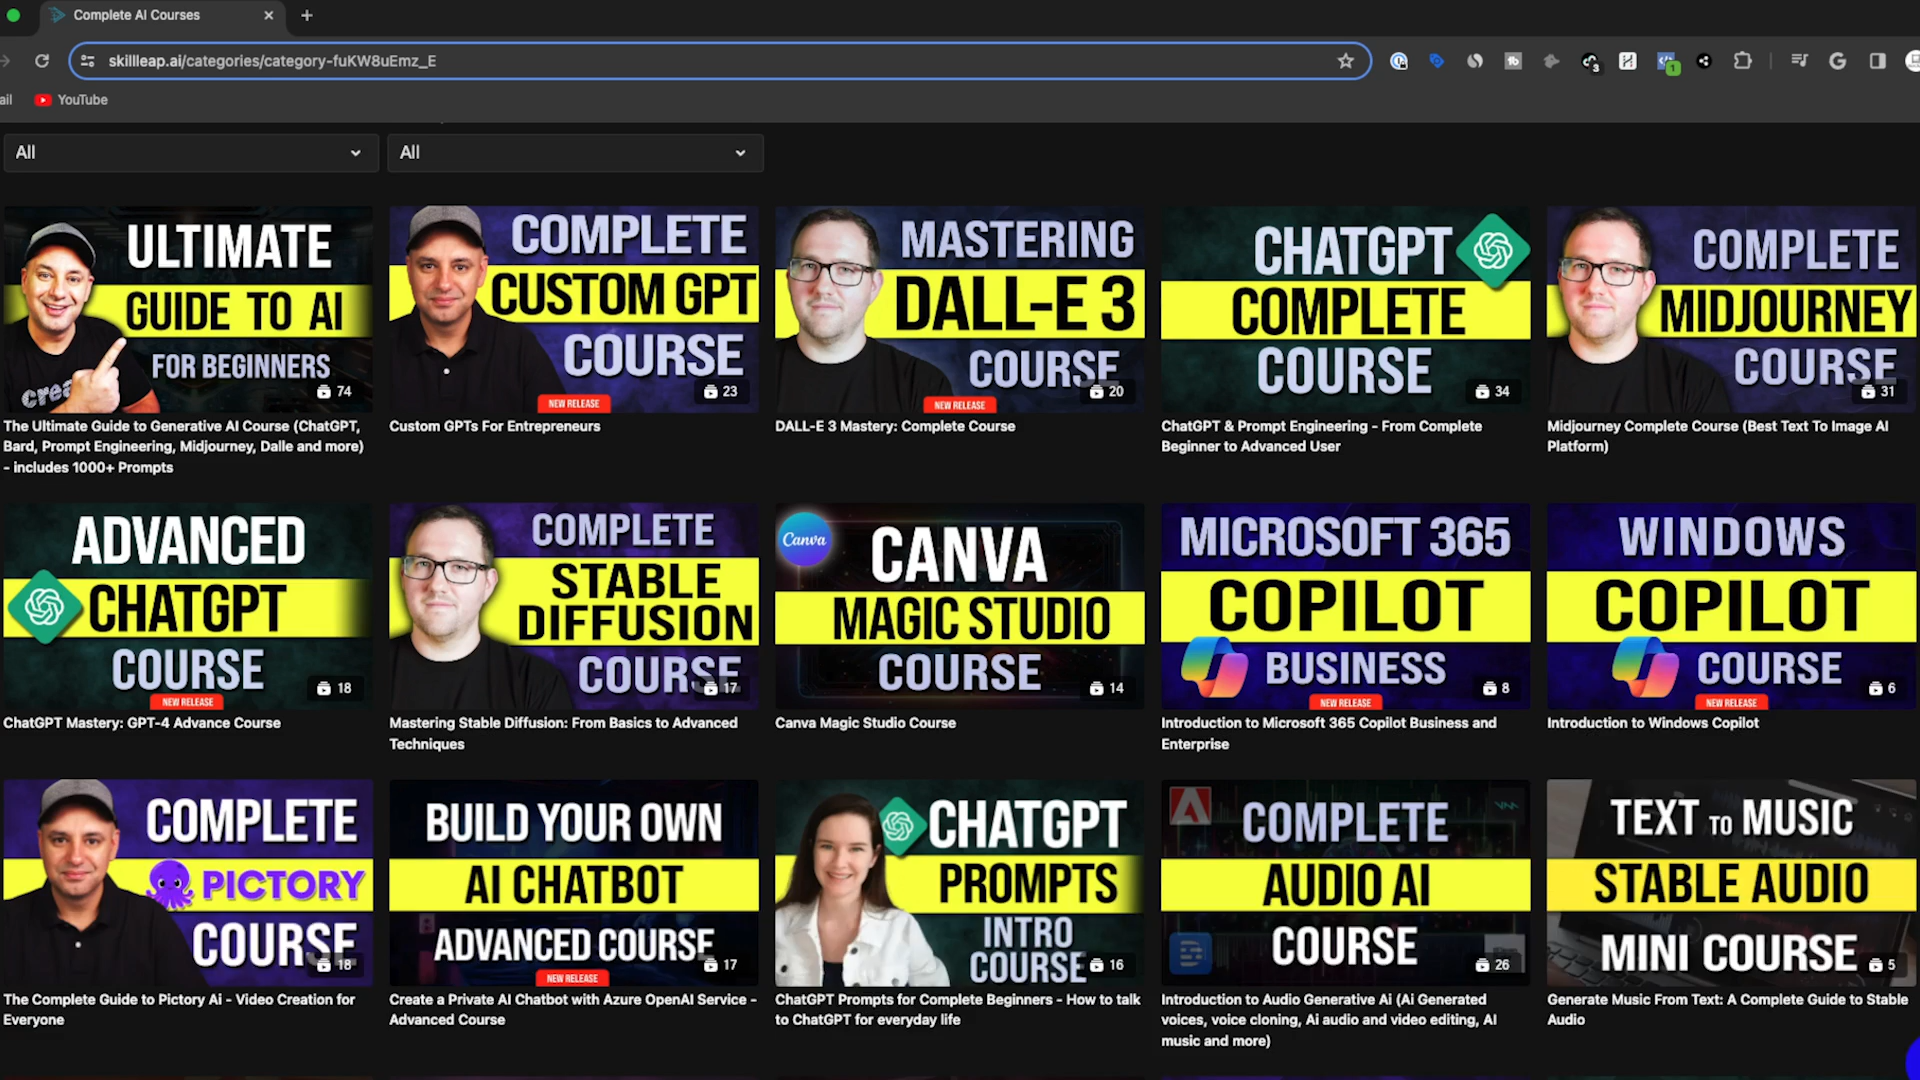 Complete AI Courses
skillleap.ai/categories/category-fuKW8uEmz_E
3
1
ail
YouTube
All
All
ULTIMATE
GUIDE TO AI
FOR BEGINNERS
crea
74
The Ultimate Guide to Generative AI Course (ChatGPT,
Bard, Prompt Engineering, Midjourney, Dalle and more)
- includes 1000+ Prompts
COMPLETE
CUSTOM GPT
COURSE
NEW RELEASE
23
Custom GPTs For Entrepreneurs
MASTERING
DALL-E 3
COURSE
NEW RELEASE
20
DALL-E 3 Mastery: Complete Course
CHATGPT
COMPLETE
COURSE
34
ChatGPT & Prompt Engineering - From Complete
Beginner to Advanced User
COMPLETE
MIDJOURNEY
COURSE
31
Midjourney Complete Course (Best Text To Image AI
Platform)
ADVANCED
CHATGPT
COURSE
NEW RELEASE
18
ChatGPT Mastery: GPT-4 Advance Course
COMPLETE
STABLE
DIFFUSION
COURSE
17
Mastering Stable Diffusion: From Basics to Advanced
Techniques
Canva
CANVA
MAGIC STUDIO
COURSE
14
Canva Magic Studio Course
MICROSOFT 365
COPILOT
BUSINESS
NEW RELEASE
8
Introduction to Microsoft 365 Copilot Business and
Enterprise
WINDOWS
COPILOT
COURSE
NEW RELEASE
6
Introduction to Windows Copilot
COMPLETE
PICTORY
COURSE
18
The Complete Guide to Pictory Ai - Video Creation for
Everyone
BUILD YOUR OWN
AI CHATBOT
ADVANCED COURSE
NEW RELEASE
17
Create a Private AI Chatbot with Azure OpenAI Service -
Advanced Course
CHATGPT
PROMPTS
INTRO
COURSE
16
ChatGPT Prompts for Complete Beginners - How to talk
to ChatGPT for everyday life
COMPLETE
AUDIO AI
COURSE
26
Introduction to Audio Generative Ai (Ai Generated
voices, voice cloning, Ai audio and video editing, AI
music and more)
TEXT TO MUSIC
STABLE AUDIO
MINI COURSE
5
Generate Music From Text: A Complete Guide to Stable
Audio